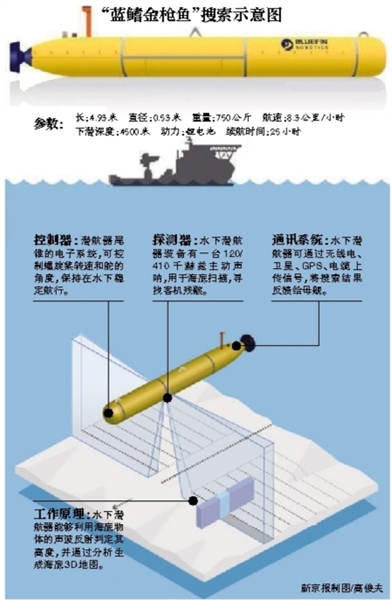 “蓝鳍金枪鱼”搜索示意图
BLUEFIN
ROBOTICS
参数：长:4.93米 直径:0.53米 重量:750公斤 航速:8.3公里/小时
下潜深度:4500米 动力:锂电池 续航时间:25小时
控制器:潜航器尾
锥的电子系统,可控
制螺旋桨转速和舵的
角度,保持在水下稳
定航行。
探测器:水下潜航
器装备有一台120/
410千赫兹主动声
呐,用于海底扫描,寻
找客机残骸。
通讯系统:水下潜
航器可通过无线电、
卫星、GPS、电缆上
传信号,将搜索结果
反馈给母舰。
工作原理:水下潜
航器能够利用海底物
体的声波反射判定其
高度,并通过分析生
成海底3D地图。
新京报制图/高俊夫